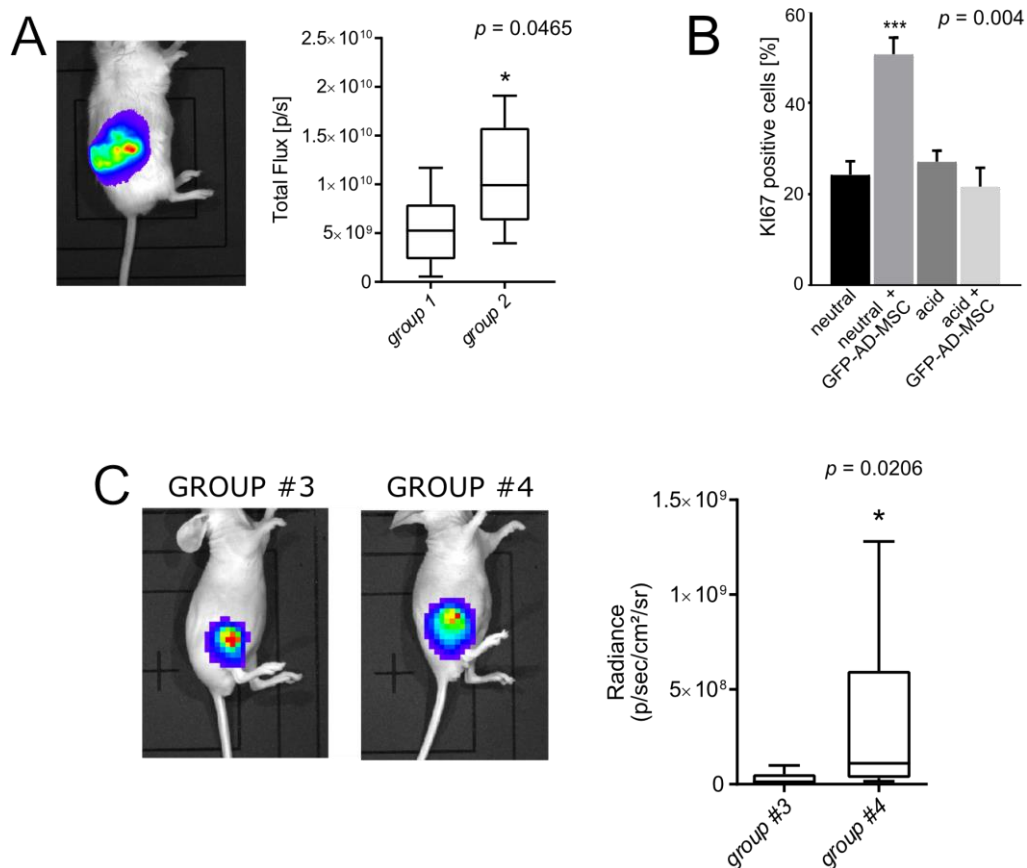 A
p = 0.0465
Total Flux [p/s]
2.5× 10¹⁰
2× 10¹⁰
*
1.5× 10¹⁰
1× 10¹⁰
5× 10⁹
0
group 1
group 2
B
p = 0.004
KI67 positive cells [%]
60
***
40
20
0
neutral
neutral +
GFP-AD-MSC
acid
acid +
GFP-AD-MSC
C
GROUP #3
GROUP #4
p = 0.0206
Radiance
(p/sec/cm²/sr)
1.5× 10⁹
*
1× 10⁹
5× 10⁸
0
group #3
group #4